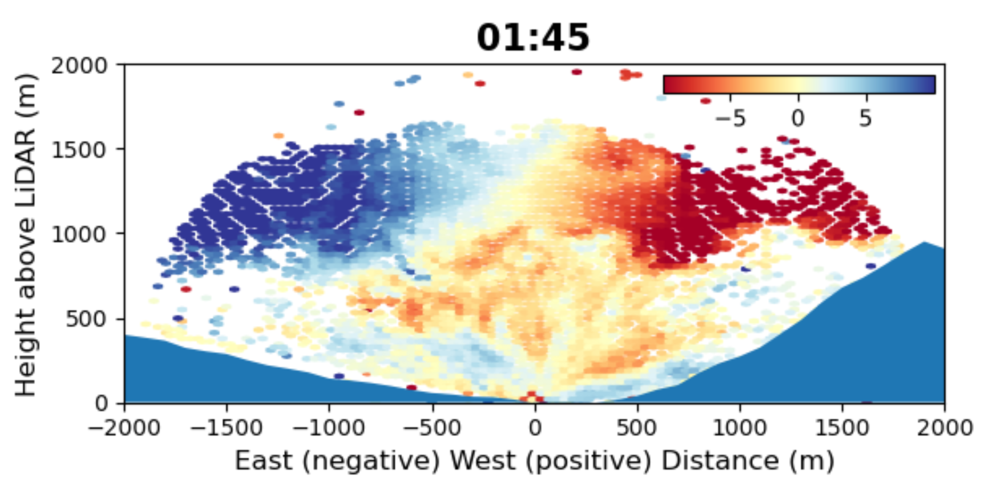 01:45
2000
1500
1000
500
0
Height above LiDAR (m)
−5 0 5
−2000 −1500 −1000 −500 0 500 1000 1500 2000
East (negative) West (positive) Distance (m)